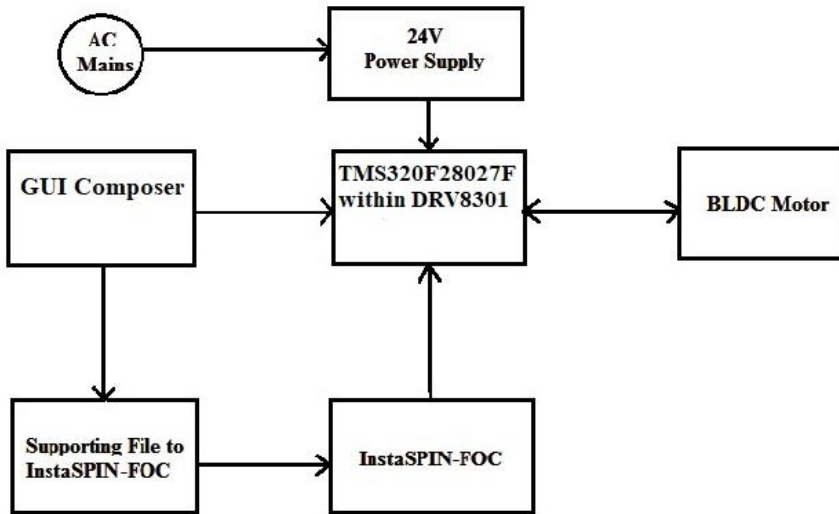 AC
Mains
24V
Power Supply
GUI Composer
TMS320F28027F
within DRV8301
BLDC Motor
Supporting File to
InstaSPIN-FOC
InstaSPIN-FOC